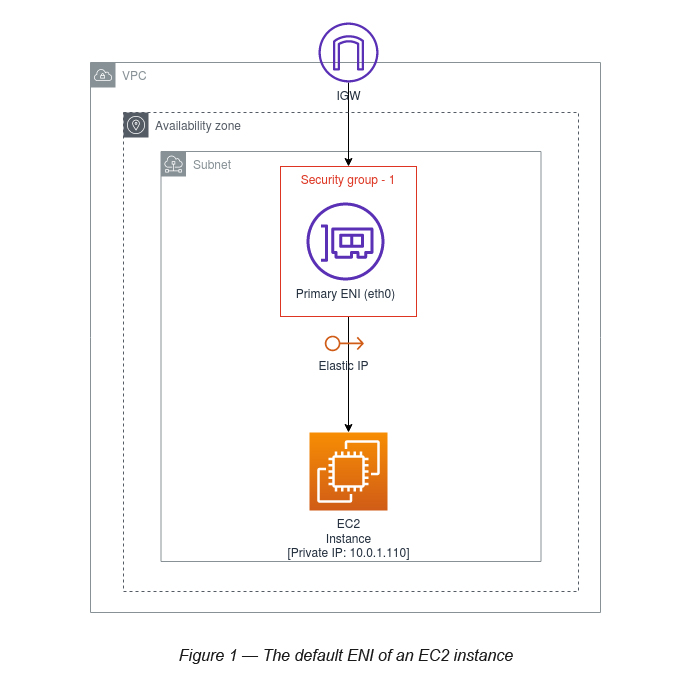 VPC
IGW
Availability zone
Subnet
Security group - 1
Primary ENI (eth0)
Elastic IP
EC2
Instance
[Private IP: 10.0.1.110]
Figure 1 — The default ENI of an EC2 instance